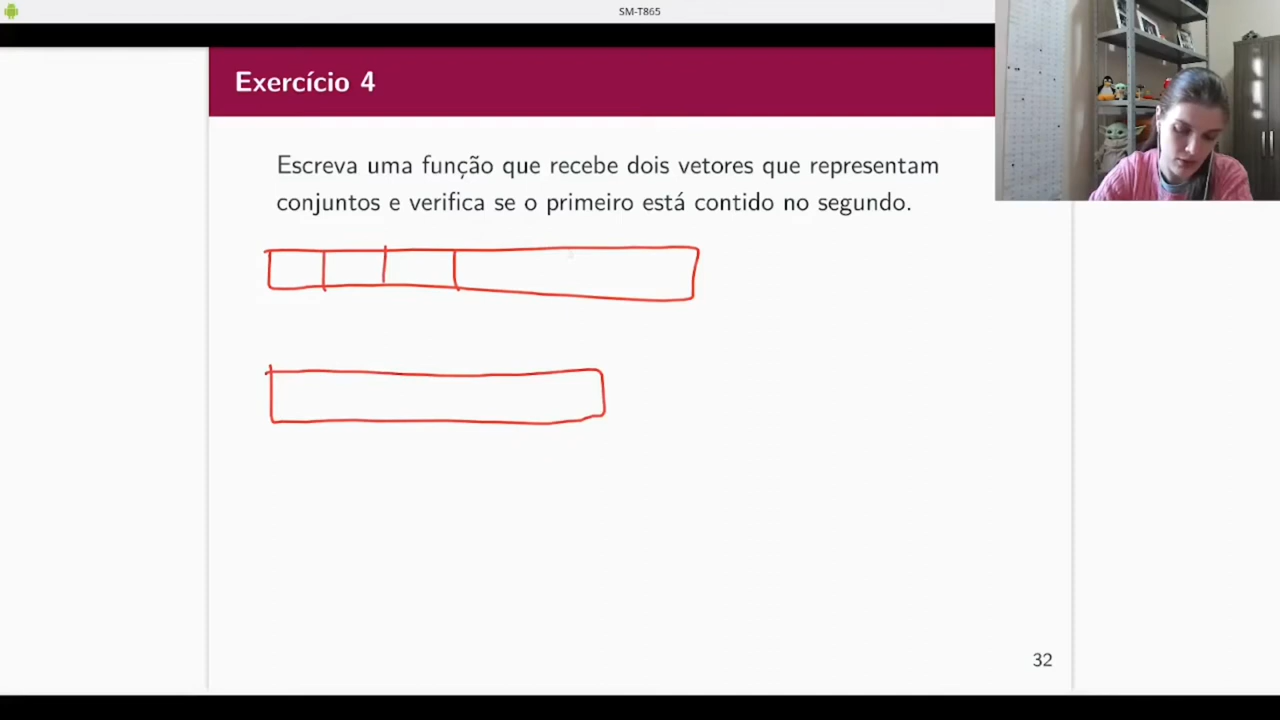 SM-T865
Exercício 4
Escreva uma função que recebe dois vetores que representam
conjuntos e verifica se o primeiro está contido no segundo.
32